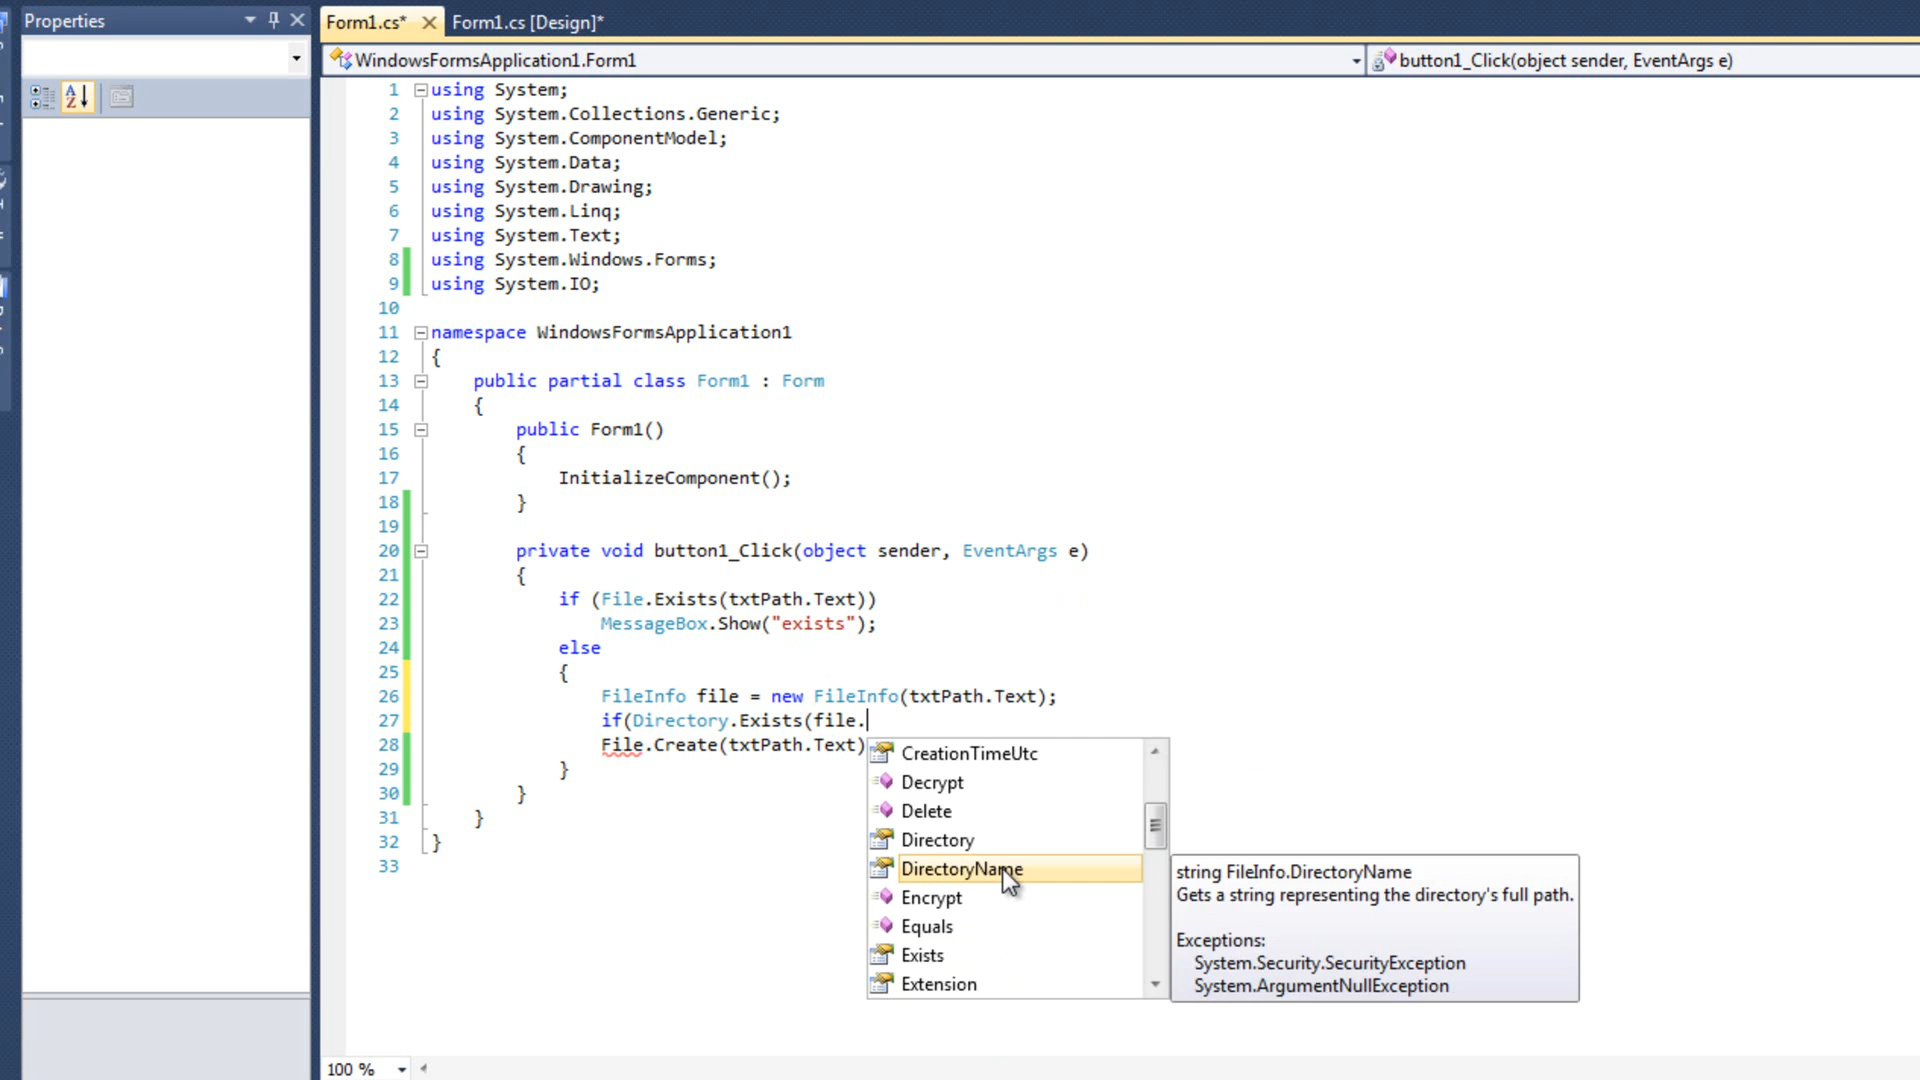 Properties
Form1.cs*
Form1.cs [Design]*
WindowsFormsApplication1.Form1
button1_Click(object sender, EventArgs e)
1 using System;
2 using System.Collections.Generic;
3 using System.ComponentModel;
4 using System.Data;
5 using System.Drawing;
6 using System.Linq;
7 using System.Text;
8 using System.Windows.Forms;
9 using System.IO;
10
11 namespace WindowsFormsApplication1
12 {
13 public partial class Form1 : Form
14 {
15 public Form1()
16 {
17 InitializeComponent();
18 }
19
20 private void button1_Click(object sender, EventArgs e)
21 {
22 if (File.Exists(txtPath.Text))
23 MessageBox.Show("exists");
24 else
25 {
26 FileInfo file = new FileInfo(txtPath.Text);
27 if(Directory.Exists(file.
28 File.Create(txtPath.Text)
29 }
30 }
31 }
32 }
33
CreationTimeUtc
Decrypt
Delete
Directory
DirectoryName
Encrypt
Equals
Exists
Extension
string FileInfo.DirectoryName
Gets a string representing the directory's full path.
Exceptions:
System.Security.SecurityException
System.ArgumentNullException
100 %